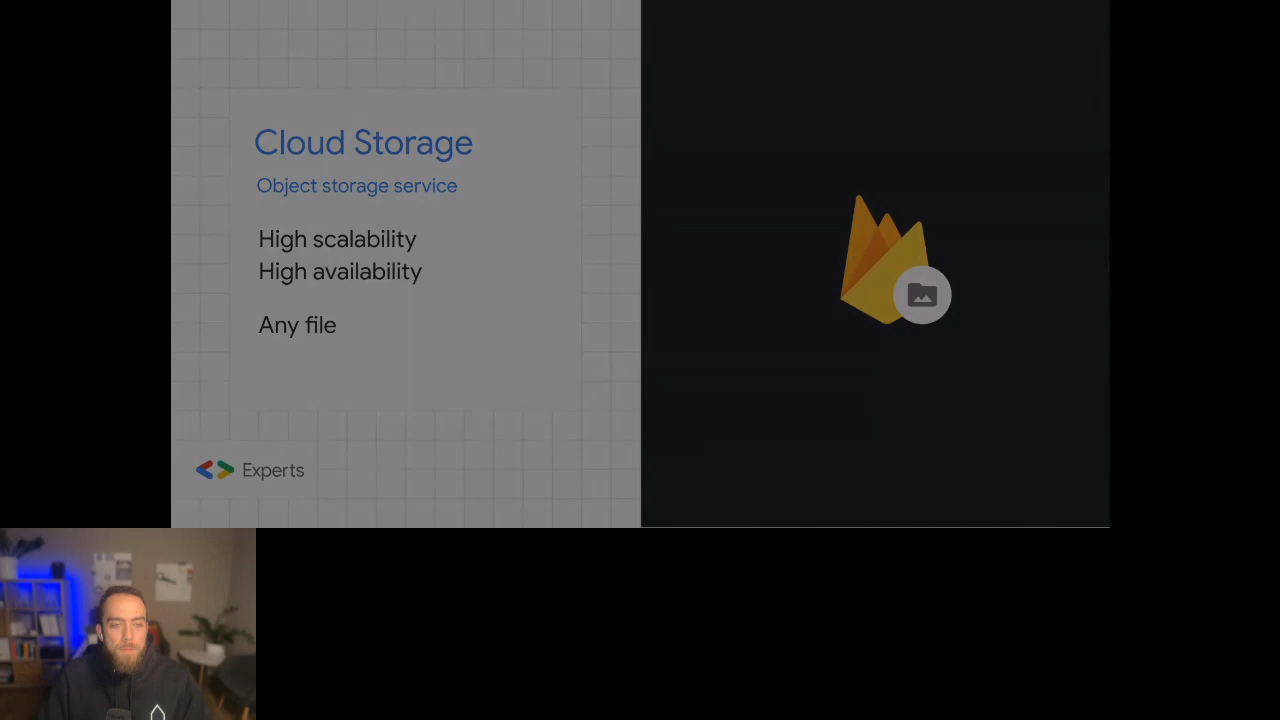 Cloud Storage
Object storage service
High scalability
High availability
Any file
Experts